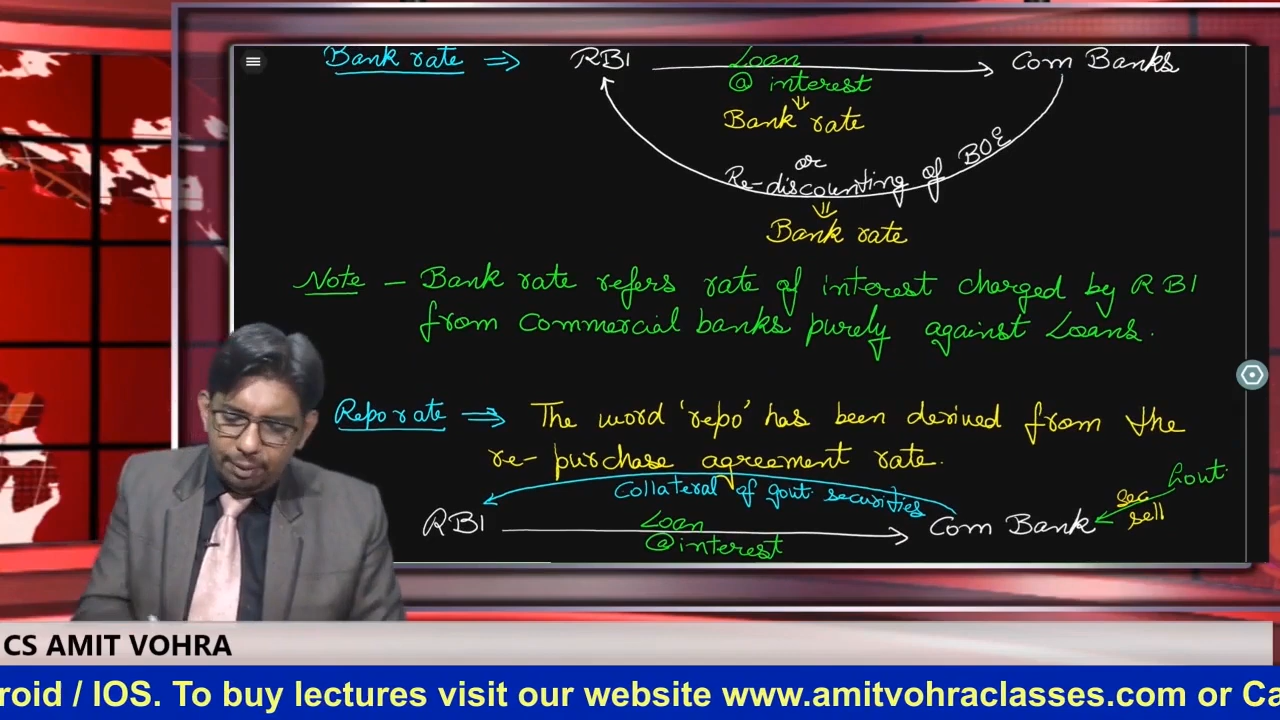 Bank rate ⇒ RBI Loan Com Banks
@ interest
Bank rate
or
Re-discounting of BOE
Bank rate
Note - Bank rate refers rate of interest charged by RBI
from Commercial banks purely against Loans.
Repo rate ⇒ The word 'repo' has been derived from the
re-purchase agreement rate.
Collateral of govt. securities
Govt.
sec
sell
RBI Loan Com Bank
@ interest
CS AMIT VOHRA
roid / IOS. To buy lectures visit our website www.amitvohraclasses.com or Ca